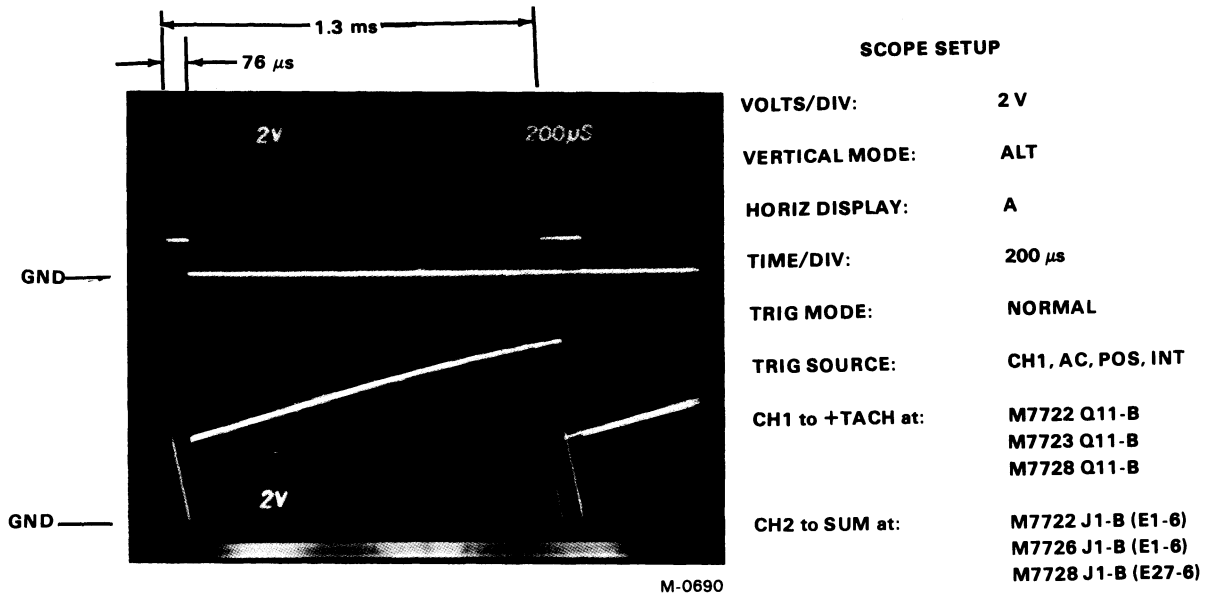 1.3 ms
76 μs
2V 200μS
GND
2V
GND
M-0690
SCOPE SETUP
VOLTS/DIV: 2 V
VERTICAL MODE: ALT
HORIZ DISPLAY: A
TIME/DIV: 200 μs
TRIG MODE: NORMAL
TRIG SOURCE: CH1, AC, POS, INT
CH1 to +TACH at: M7722 Q11-B
M7723 Q11-B
M7728 Q11-B
CH2 to SUM at: M7722 J1-B (E1-6)
M7726 J1-B (E1-6)
M7728 J1-B (E27-6)